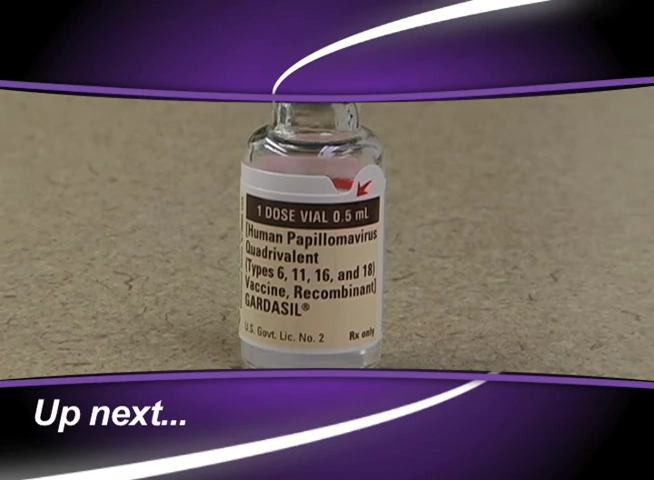 1 DOSE VIAL 0.5 mL
[Human Papillomavirus
Quadrivalent
(Types 6, 11, 16, and 18)
Vaccine, Recombinant]
GARDASIL®
U.S. Govt. Lic. No. 2 Rx only
Up next...